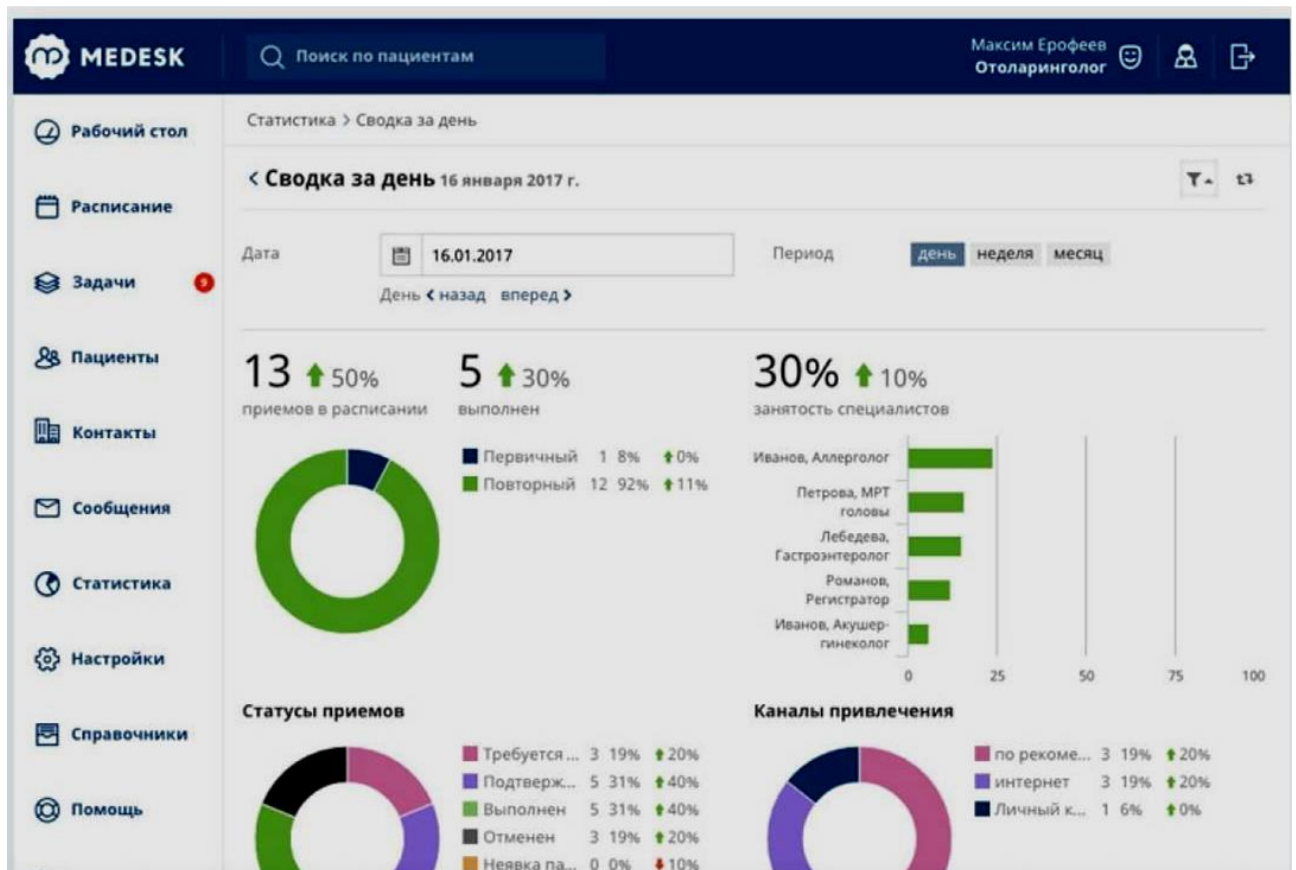 MEDESK
Поиск по пациентам
Максим Ерофеев
Отоларинголог
Рабочий стол
Расписание
Задачи 9
Пациенты
Контакты
Сообщения
Статистика
Настройки
Справочники
Помощь
Статистика > Сводка за день
< Сводка за день 16 января 2017 г.
Дата 16.01.2017
Период день неделя месяц
День < назад вперед >
13 50%
приемов в расписании
5 30%
выполнен
30% 10%
занятость специалистов
Первичный 1 8% 0%
Повторный 12 92% 11%
Иванов, Аллерголог
Петрова, МРТ
головы
Лебедева,
Гастроэнтеролог
Романов,
Регистратор
Иванов, Акушер-
гинеколог
0 25 50 75 100
Статусы приемов
Требуется ... 3 19% 20%
Подтверж... 5 31% 40%
Выполнен 5 31% 40%
Отменен 3 19% 20%
Неявка па... 0 0% 10%
Каналы привлечения
по рекоме... 3 19% 20%
интернет 3 19% 20%
Личный к... 1 6% 0%